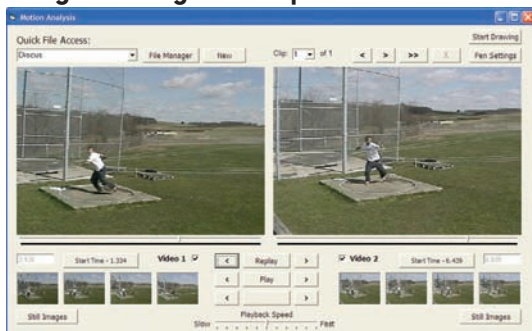 Motion Analysis
Quick File Access:
Discus
File Manager
New
Clip: 1 of 1
<
>
>>
X
Start Drawing
Pen Settings
Start Time - 1.334
Video 1
<
Replay
>
Video 2
Start Time - 6.439
<
Play
>
<
>
Still Images
Playback Speed
Slow
Fast
Still Images